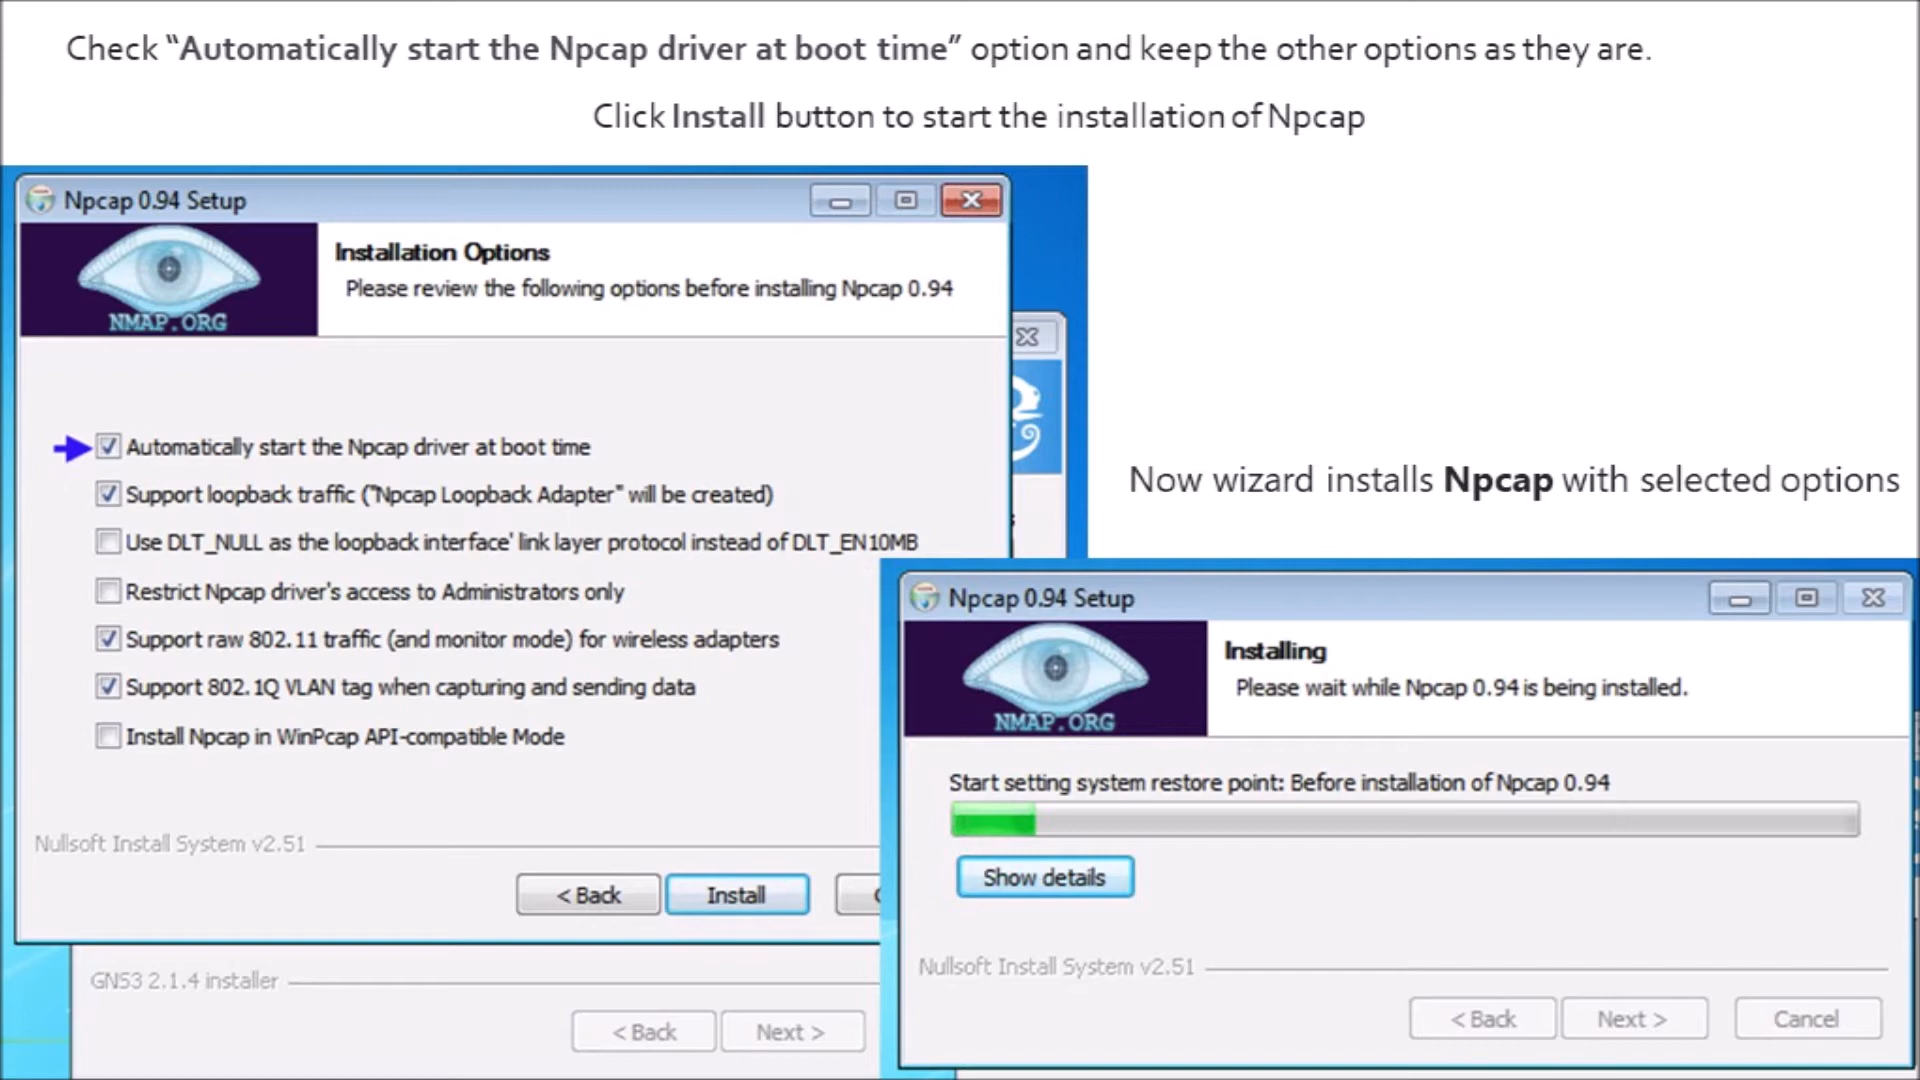 Check “Automatically start the Npcap driver at boot time” option and keep the other options as they are.
Click Install button to start the installation of Npcap
Npcap 0.94 Setup
NMAP.ORG
Installation Options
Please review the following options before installing Npcap 0.94
Automatically start the Npcap driver at boot time
Support loopback traffic ("Npcap Loopback Adapter" will be created)
Use DLT_NULL as the loopback interface' link layer protocol instead of DLT_EN10MB
Restrict Npcap driver's access to Administrators only
Support raw 802.11 traffic (and monitor mode) for wireless adapters
Support 802.1Q VLAN tag when capturing and sending data
Install Npcap in WinPcap API-compatible Mode
Nullsoft Install System v2.51
< Back
Install
GNS3 2.1.4 installer
< Back
Next >
Now wizard installs Npcap with selected options
Npcap 0.94 Setup
NMAP.ORG
Installing
Please wait while Npcap 0.94 is being installed.
Start setting system restore point: Before installation of Npcap 0.94
Show details
Nullsoft Install System v2.51
< Back
Next >
Cancel